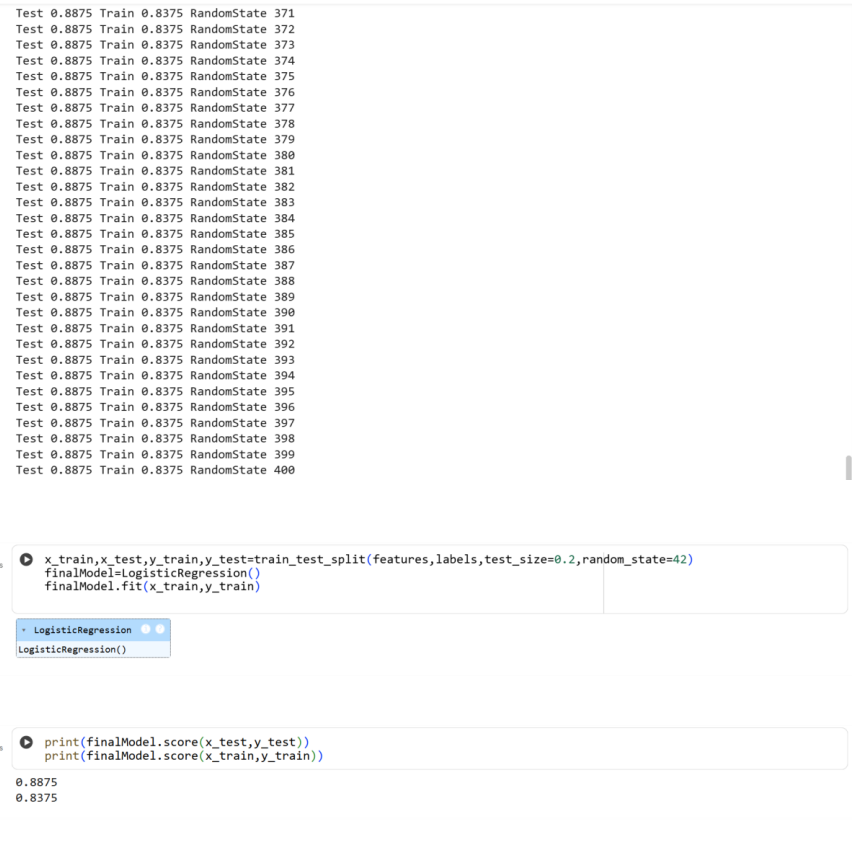 Test 0.8875 Train 0.8375 RandomState 371
Test 0.8875 Train 0.8375 RandomState 372
Test 0.8875 Train 0.8375 RandomState 373
Test 0.8875 Train 0.8375 RandomState 374
Test 0.8875 Train 0.8375 RandomState 375
Test 0.8875 Train 0.8375 RandomState 376
Test 0.8875 Train 0.8375 RandomState 377
Test 0.8875 Train 0.8375 RandomState 378
Test 0.8875 Train 0.8375 RandomState 379
Test 0.8875 Train 0.8375 RandomState 380
Test 0.8875 Train 0.8375 RandomState 381
Test 0.8875 Train 0.8375 RandomState 382
Test 0.8875 Train 0.8375 RandomState 383
Test 0.8875 Train 0.8375 RandomState 384
Test 0.8875 Train 0.8375 RandomState 385
Test 0.8875 Train 0.8375 RandomState 386
Test 0.8875 Train 0.8375 RandomState 387
Test 0.8875 Train 0.8375 RandomState 388
Test 0.8875 Train 0.8375 RandomState 389
Test 0.8875 Train 0.8375 RandomState 390
Test 0.8875 Train 0.8375 RandomState 391
Test 0.8875 Train 0.8375 RandomState 392
Test 0.8875 Train 0.8375 RandomState 393
Test 0.8875 Train 0.8375 RandomState 394
Test 0.8875 Train 0.8375 RandomState 395
Test 0.8875 Train 0.8375 RandomState 396
Test 0.8875 Train 0.8375 RandomState 397
Test 0.8875 Train 0.8375 RandomState 398
Test 0.8875 Train 0.8375 RandomState 399
Test 0.8875 Train 0.8375 RandomState 400
x_train,x_test,y_train,y_test=train_test_split(features,labels,test_size=0.2,random_state=42)
finalModel=LogisticRegression()
finalModel.fit(x_train,y_train)
LogisticRegression
LogisticRegression()
print(finalModel.score(x_test,y_test))
print(finalModel.score(x_train,y_train))
0.8875
0.8375